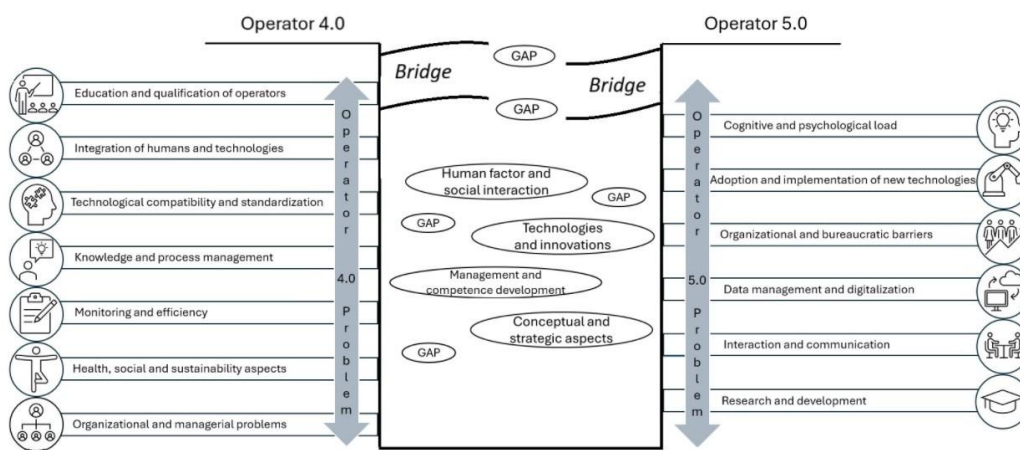 Operator 4.0
Operator 5.0
GAP
Bridge
Bridge
GAP
Education and qualification of operators
Integration of humans and technologies
Technological compatibility and standardization
Knowledge and process management
Monitoring and efficiency
Health, social and sustainability aspects
Organizational and managerial problems
Operator 4.0 Problem
Human factor and
social interaction
GAP
GAP
Technologies
and innovations
Management and
competence development
Conceptual and
strategic aspects
GAP
Operator 5.0 Problem
Cognitive and psychological load
Adoption and implementation of new technologies
Organizational and bureaucratic barriers
Data management and digitalization
Interaction and communication
Research and development